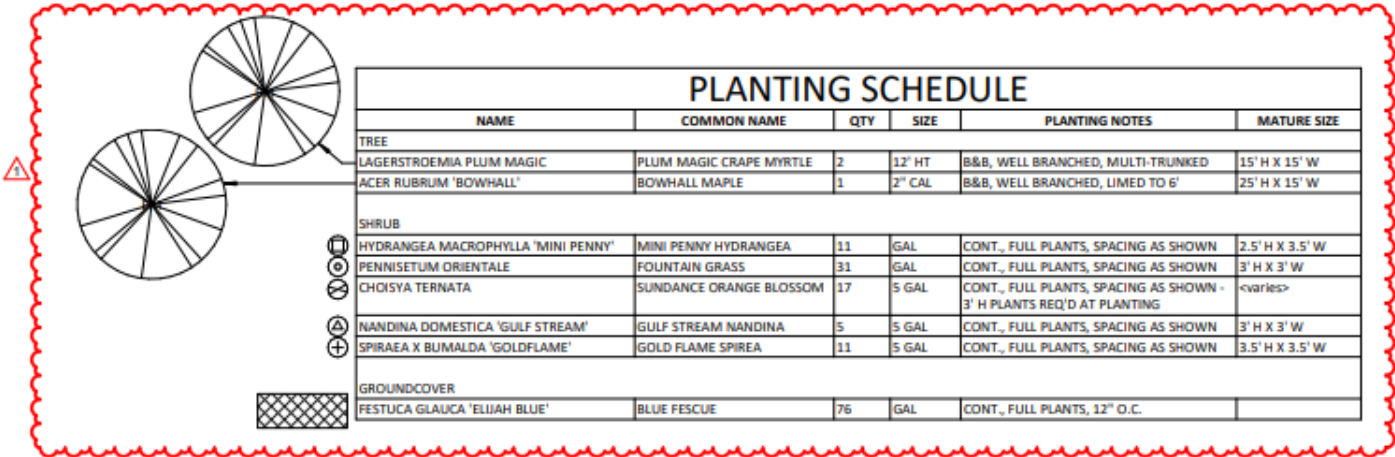 PLANTING SCHEDULE
NAME COMMON NAME QTY SIZE PLANTING NOTES MATURE SIZE
TREE
1
LAGERSTROEMIA PLUM MAGIC PLUM MAGIC CRAPE MYRTLE 2 12' HT B&B, WELL BRANCHED, MULTI-TRUNKED 15' H X 15' W
ACER RUBRUM 'BOWHALL' BOWHALL MAPLE 1 2" CAL B&B, WELL BRANCHED, LIMED TO 6' 25' H X 15' W
SHRUB
HYDRANGEA MACROPHYLLA 'MINI PENNY' MINI PENNY HYDRANGEA 11 GAL CONT., FULL PLANTS, SPACING AS SHOWN 2.5' H X 3.5' W
PENNISETUM ORIENTALE FOUNTAIN GRASS 31 GAL CONT., FULL PLANTS, SPACING AS SHOWN 3' H X 3' W
CHOISYA TERNATA SUNDANCE ORANGE BLOSSOM 17 5 GAL CONT., FULL PLANTS, SPACING AS SHOWN - <varies>
3' H PLANTS REQ'D AT PLANTING
NANDINA DOMESTICA 'GULF STREAM' GULF STREAM NANDINA 5 5 GAL CONT., FULL PLANTS, SPACING AS SHOWN 3' H X 3' W
SPIRAEA X BUMALDA 'GOLDFLAME' GOLD FLAME SPIREA 11 5 GAL CONT., FULL PLANTS, SPACING AS SHOWN 3.5' H X 3.5' W
GROUNDCOVER
FESTUCA GLAUCA 'ELIJAH BLUE' BLUE FESCUE 76 GAL CONT., FULL PLANTS, 12" O.C.